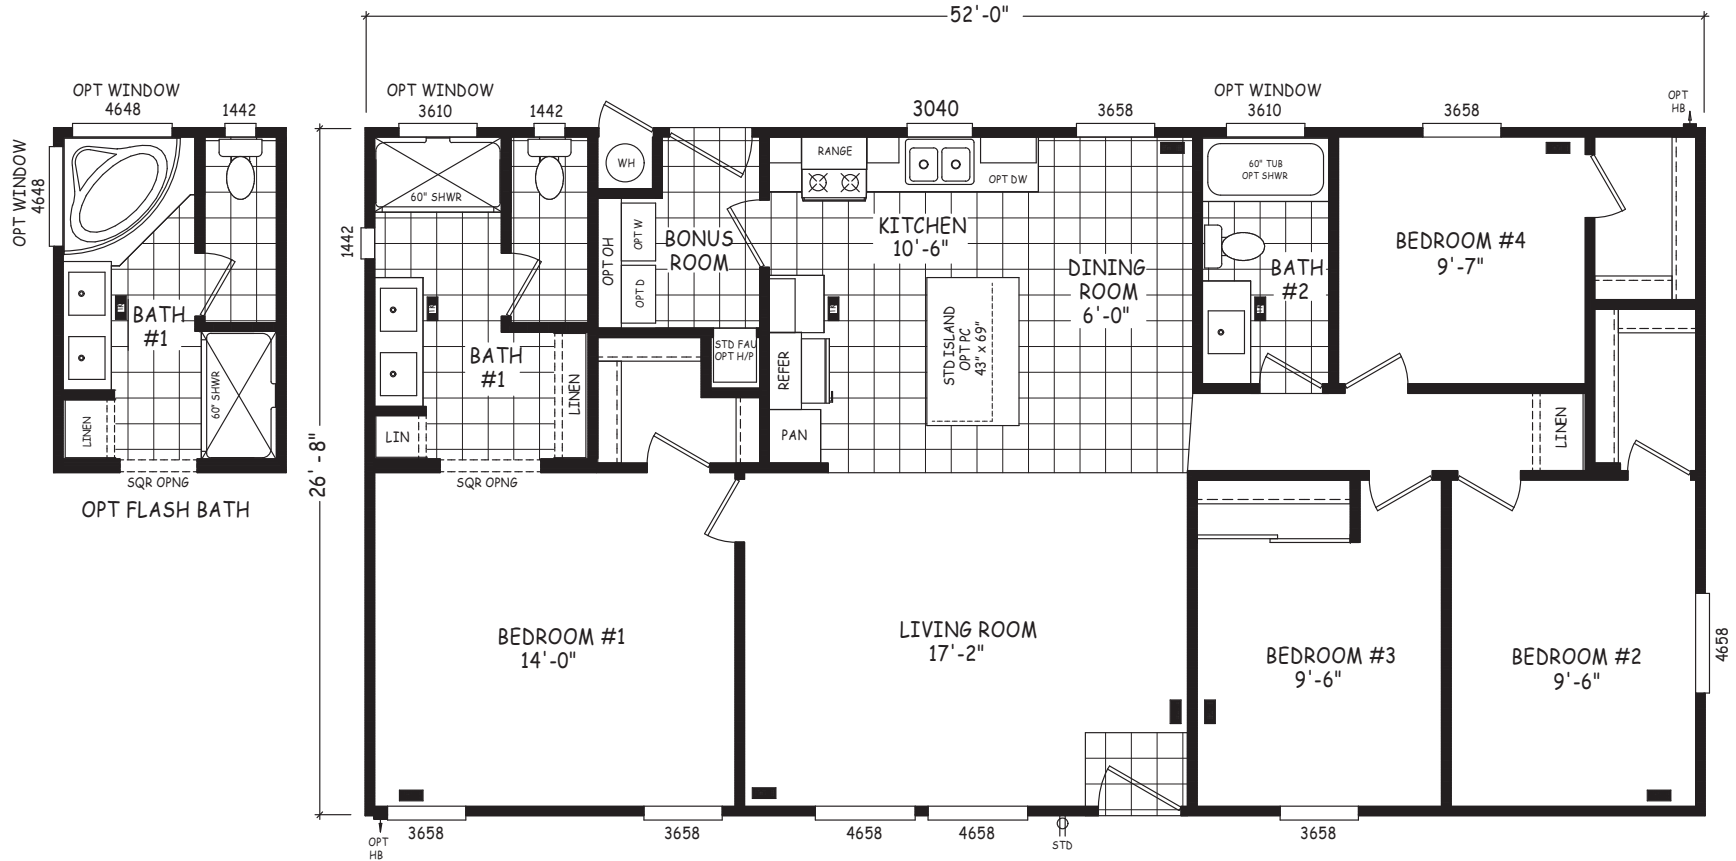 52'-0"
OPT WINDOW
4648
1442
OPT WINDOW
4648
60" SHWR
BATH
#1
LINEN
SQR OPNG
OPT FLASH BATH
26'-8"
OPT WINDOW
3610
1442
1442
60" SHWR
BATH
#1
LIN
LINEN
SQR OPNG
WH
OPT OH
OPT W
OPT D
BONUS
ROOM
STD FAU
OPT H/P
3040
3658
RANGE
OPT DW
KITCHEN
10'-6"
DINING
ROOM
6'-0"
STD ISLAND
OPT PC
43" x 69"
REFER
PAN
OPT WINDOW
3610
60" TUB
OPT SHWR
BATH
#2
3658
OPT
HB
BEDROOM #4
9'-7"
LINEN
BEDROOM #1
14'-0"
LIVING ROOM
17'-2"
BEDROOM #3
9'-6"
BEDROOM #2
9'-6"
4658
OPT
HB
3658
3658
4658
4658
STD
3658